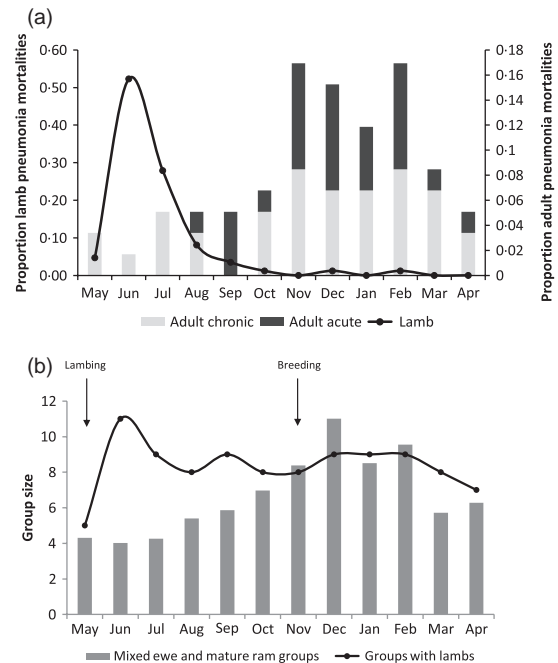 (a)
Proportion lamb pneumonia mortalities
0·60
0·50
0·40
0·30
0·20
0·10
0·00
0·18
0·16
0·14
0·12
0·1
0·08
0·06
0·04
0·02
0
Proportion adult pneumonia mortalities
May Jun Jul Aug Sep Oct Nov Dec Jan Feb Mar Apr
Adult chronic Adult acute Lamb
(b)
Lambing Breeding
Group size
12
10
8
6
4
2
0
May Jun Jul Aug Sep Oct Nov Dec Jan Feb Mar Apr
Mixed ewe and mature ram groups Groups with lambs